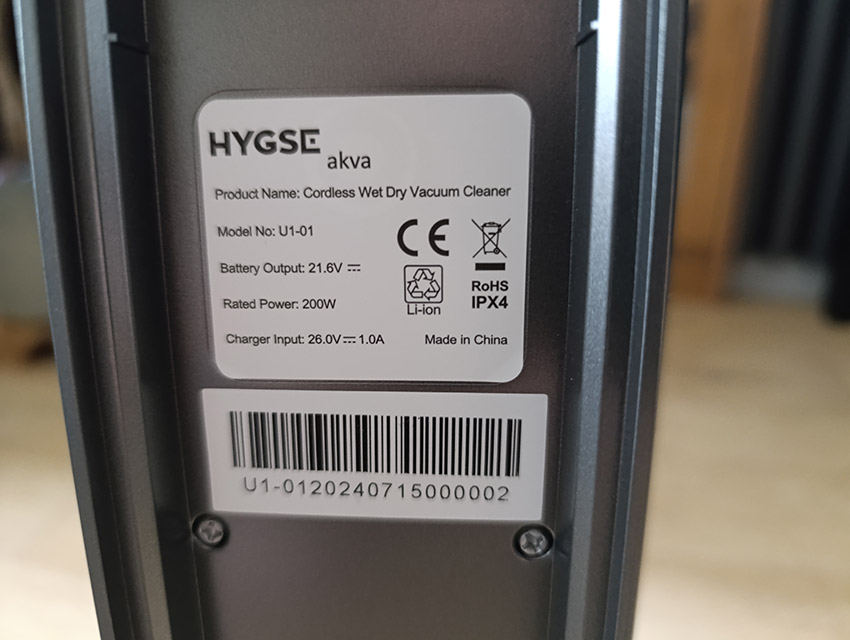 HYGSE
akva
Product Name: Cordless Wet Dry Vacuum Cleaner
Model No: U1-01
CE
Battery Output: 21.6V ⎓
Rated Power: 200W
Li-ion
RoHS
IPX4
Charger Input: 26.0V⎓1.0A
Made in China
U1-0120240715000002